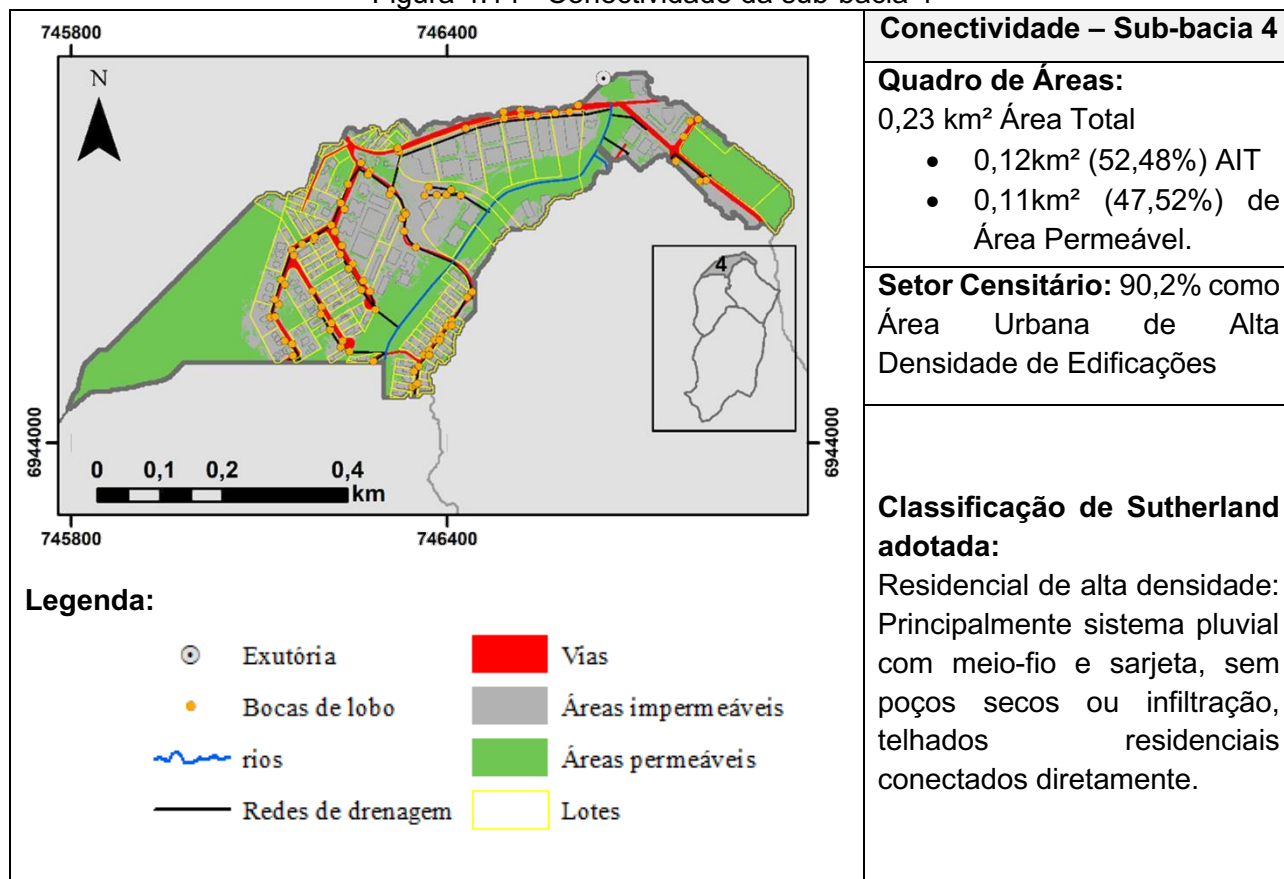 745800
746400
N
4
6944000
6944000
0 0,1 0,2 0,4
km
745800
746400
Legenda:
Exutória
Bocas de lobo
rios
Redes de drenagem
Vias
Áreas impermeáveis
Áreas permeáveis
Lotes
Conectividade – Sub-bacia 4
Quadro de Áreas:
0,23 km² Área Total
• 0,12km² (52,48%) AIT
• 0,11km² (47,52%) de
Área Permeável.
Setor Censitário: 90,2% como
Área Urbana de Alta
Densidade de Edificações
Classificação de Sutherland
adotada:
Residencial de alta densidade:
Principalmente sistema pluvial
com meio-fio e sarjeta, sem
poços secos ou infiltração,
telhados residenciais
conectados diretamente.